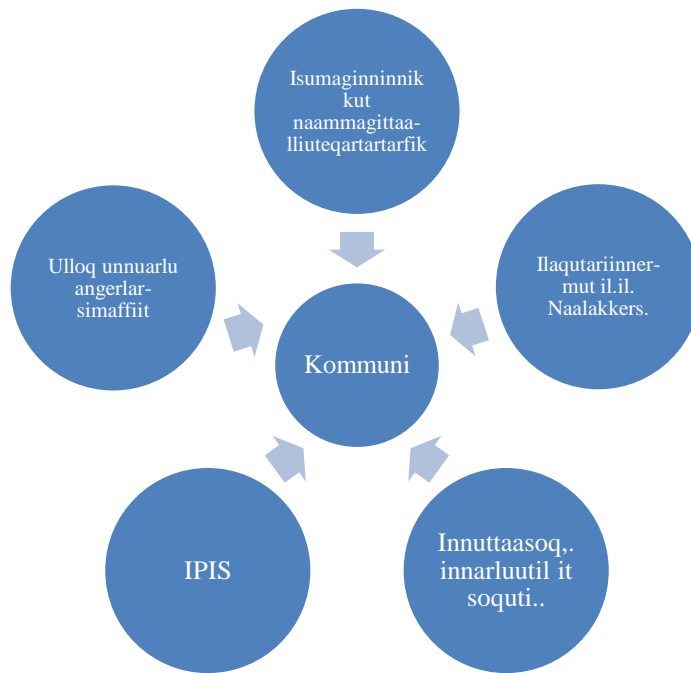 Isumaginninnik
kut
naammagittaa-
lliuteqartartarfik
Ulloq unnuarlu
angerlar-
simaffiit
Ilaqutariinner-
mut il.il.
Naalakkers.
Kommuni
IPIS
Innuttaasoq,.
innarluutil it
soquti..